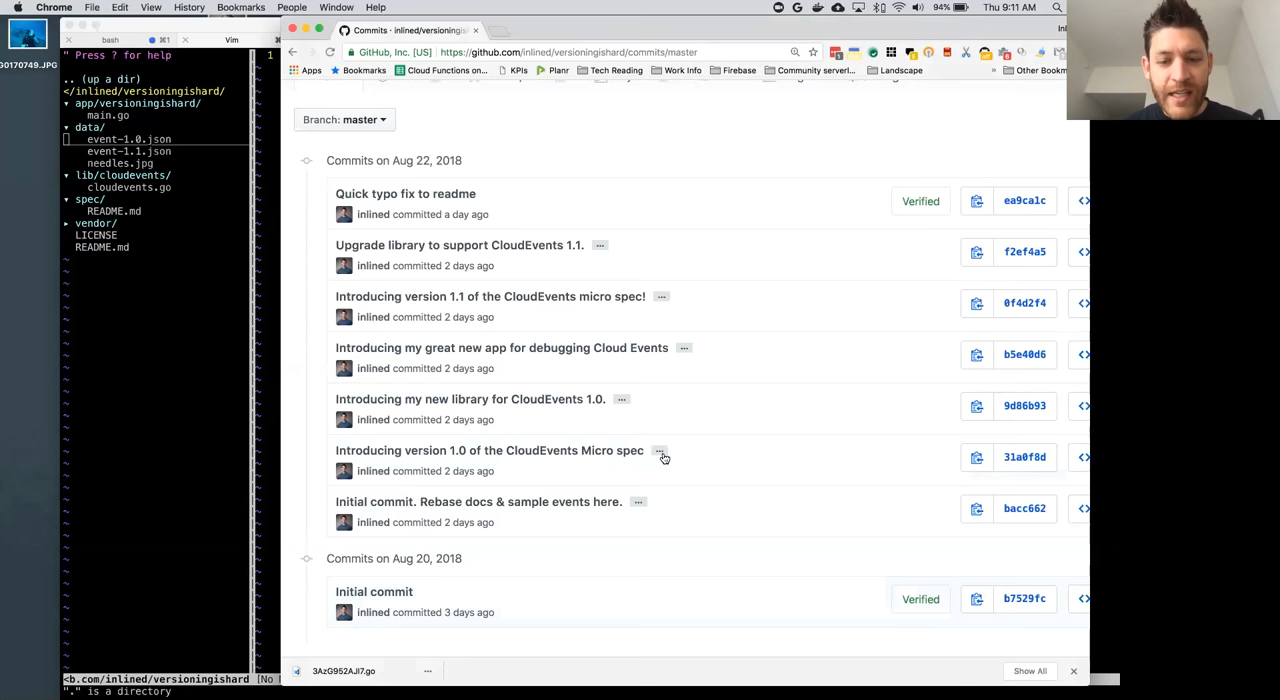 Chrome File Edit View History Bookmarks People Window Help
94% Thu 9:11 AM
G0170749.JPG
bash ⌘1
Vim
" Press ? for help
.. (up a dir)
</inlined/versioningishard/
▾ app/versioningishard/
main.go
▾ data/
event-1.0.json
event-1.1.json
needles.jpg
▾ lib/cloudevents/
cloudevents.go
▾ spec/
README.md
▸ vendor/
LICENSE
README.md
<b.com/inlined/versioningishard [No
"." is a directory
1
Commits · inlined/versioningis
GitHub, Inc. [US] https://github.com/inlined/versioningishard/commits/master
Apps Bookmarks Cloud Functions on... KPIs Planr Tech Reading Work Info Firebase Community serverl... Landscape » Other Bookm
Branch: master
Commits on Aug 22, 2018
Quick typo fix to readme
inlined committed a day ago
Verified ea9ca1c
Upgrade library to support CloudEvents 1.1. ...
inlined committed 2 days ago
f2ef4a5
Introducing version 1.1 of the CloudEvents micro spec! ...
inlined committed 2 days ago
0f4d2f4
Introducing my great new app for debugging Cloud Events ...
inlined committed 2 days ago
b5e40d6
Introducing my new library for CloudEvents 1.0. ...
inlined committed 2 days ago
9d86b93
Introducing version 1.0 of the CloudEvents Micro spec ...
inlined committed 2 days ago
31a0f8d
Initial commit. Rebase docs & sample events here. ...
inlined committed 2 days ago
bacc662
Commits on Aug 20, 2018
Initial commit
inlined committed 3 days ago
Verified b7529fc
3AzG952AJI7.go
Show All